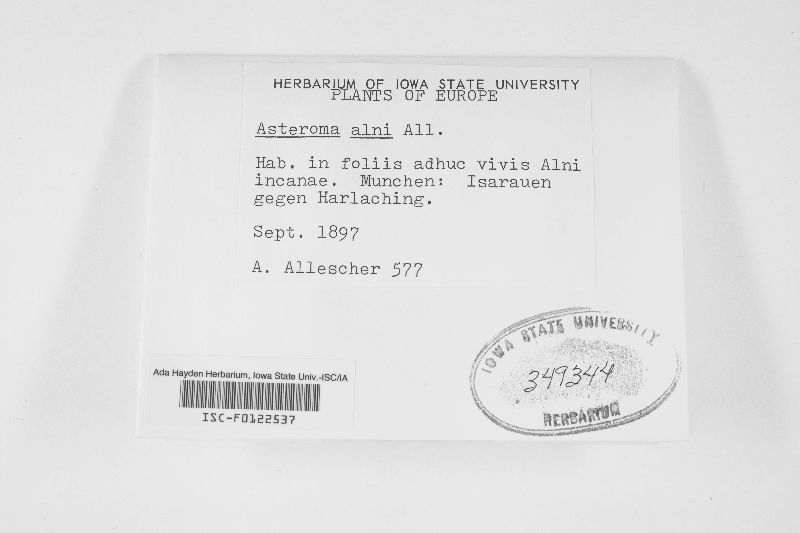 HERBARIUM OF IOWA STATE UNIVERSITY
PLANTS OF EUROPE
Asteroma alni All.
Hab. in foliis adhuc vivis Alni
incanae. Munchen: Isarauen
gegen Harlaching.
Sept. 1897
A. Allescher 577
IOWA STATE UNIVERSITY
349344
HERBARIUM
Ada Hayden Herbarium, Iowa State Univ.-ISC/IA
ISC-F0122537